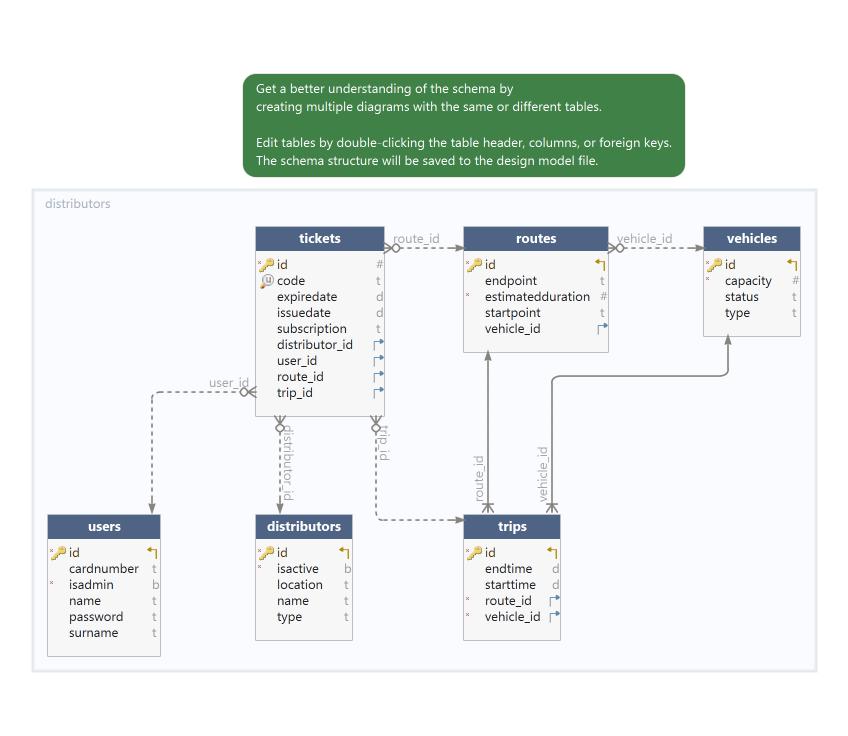 Get a better understanding of the schema by
creating multiple diagrams with the same or different tables.
Edit tables by double-clicking the table header, columns, or foreign keys.
The schema structure will be saved to the design model file.
distributors
tickets
id #
code t
expiredate d
issuedate d
subscription t
distributor_id
user_id
route_id
trip_id
route_id
routes
id
endpoint t
estimatedduration #
startpoint t
vehicle_id
vehicle_id
vehicles
id
capacity #
status t
type t
user_id
distributor_id
trip_id
route_id
vehicle_id
users
id
cardnumber t
isadmin b
name t
password t
surname t
distributors
id
isactive b
location t
name t
type t
trips
id
endtime d
starttime d
route_id
vehicle_id